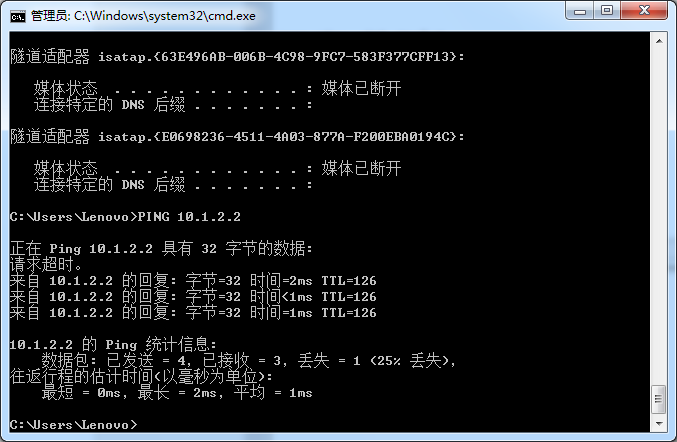 管理员: C:\Windows\system32\cmd.exe
隧道适配器 isatap.{63E496AB-006B-4C98-9FC7-583F377CFF13}:
媒体状态 . . . . . . . . . . . . : 媒体已断开
连接特定的 DNS 后缀 . . . . . . . :
隧道适配器 isatap.{E0698236-4511-4A03-877A-F200EBA0194C}:
媒体状态 . . . . . . . . . . . . : 媒体已断开
连接特定的 DNS 后缀 . . . . . . . :
C:\Users\Lenovo>PING 10.1.2.2
正在 Ping 10.1.2.2 具有 32 字节的数据:
请求超时。
来自 10.1.2.2 的回复: 字节=32 时间=2ms TTL=126
来自 10.1.2.2 的回复: 字节=32 时间<1ms TTL=126
来自 10.1.2.2 的回复: 字节=32 时间=1ms TTL=126
10.1.2.2 的 Ping 统计信息:
数据包: 已发送 = 4, 已接收 = 3, 丢失 = 1 (25% 丢失),
往返行程的估计时间(以毫秒为单位):
最短 = 0ms, 最长 = 2ms, 平均 = 1ms
C:\Users\Lenovo>